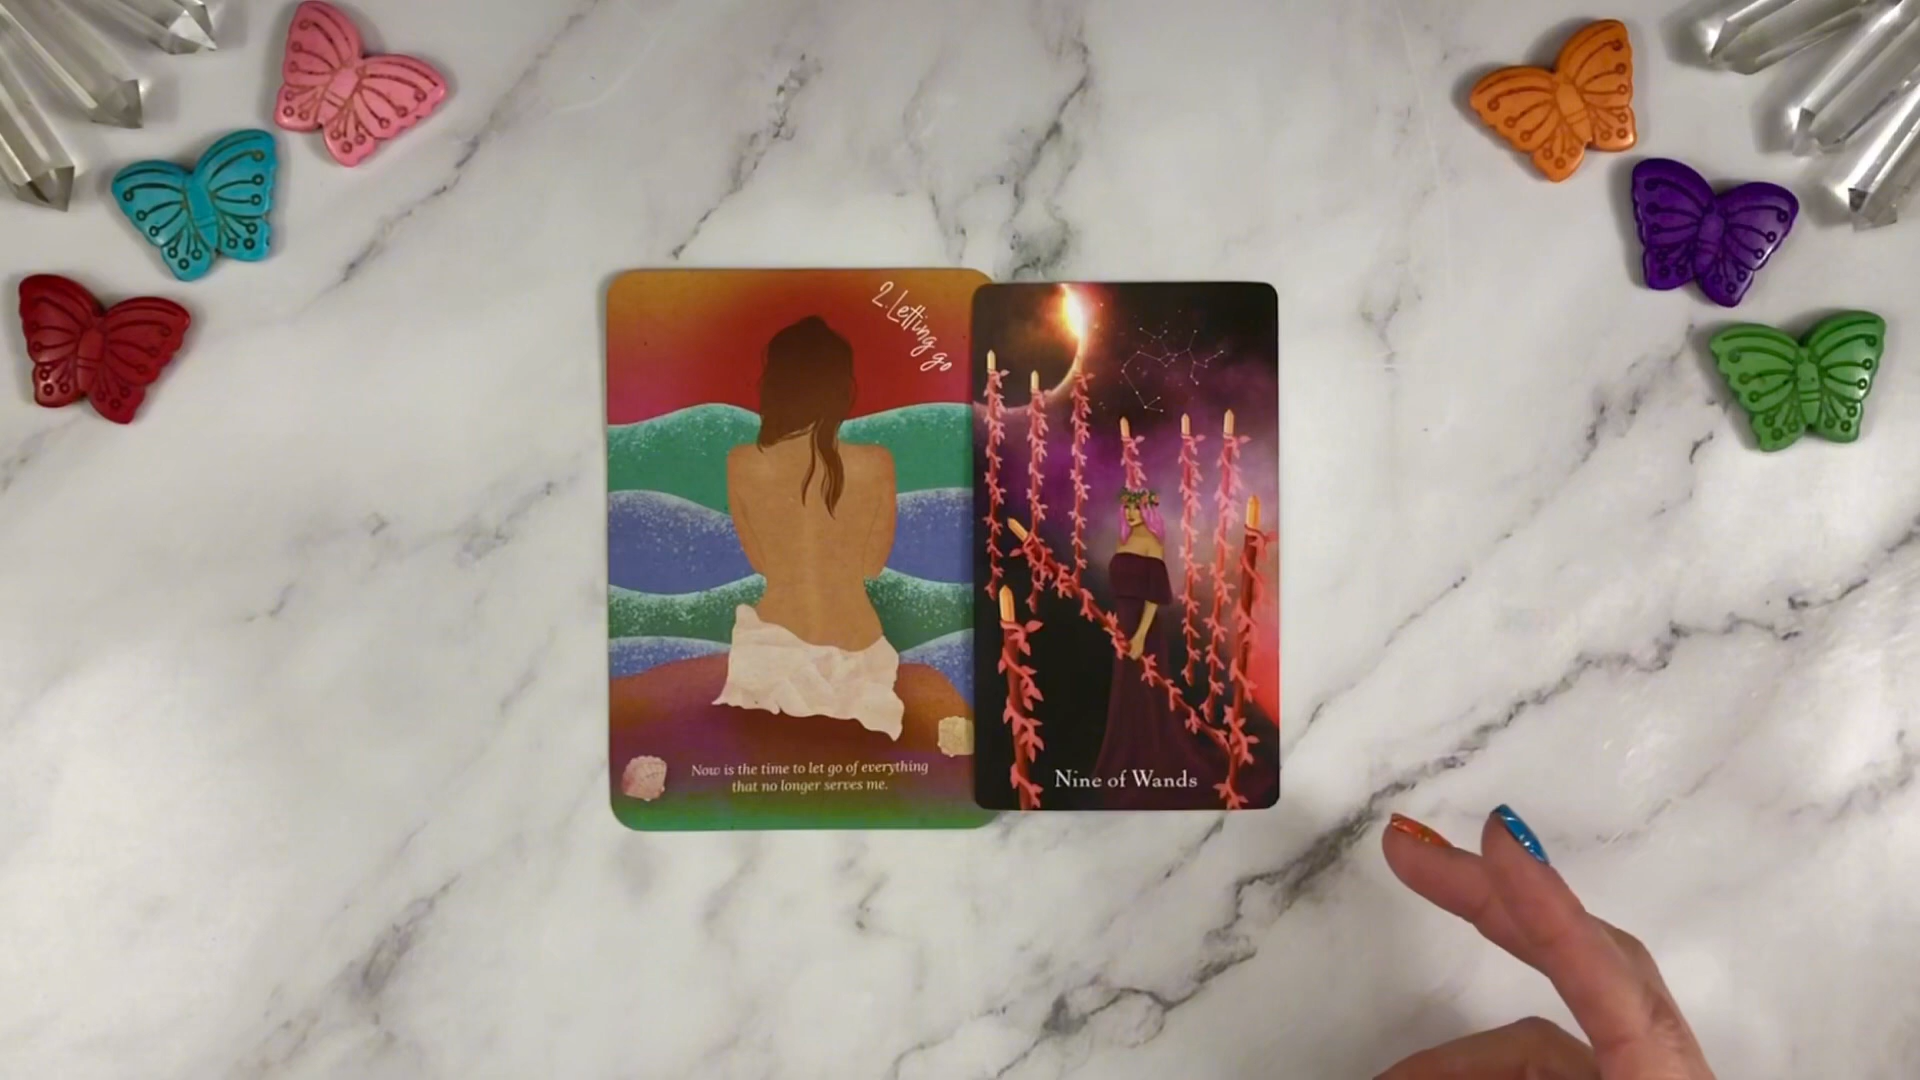 2. Letting go
Now is the time to let go of everything
that no longer serves me.
Nine of Wands